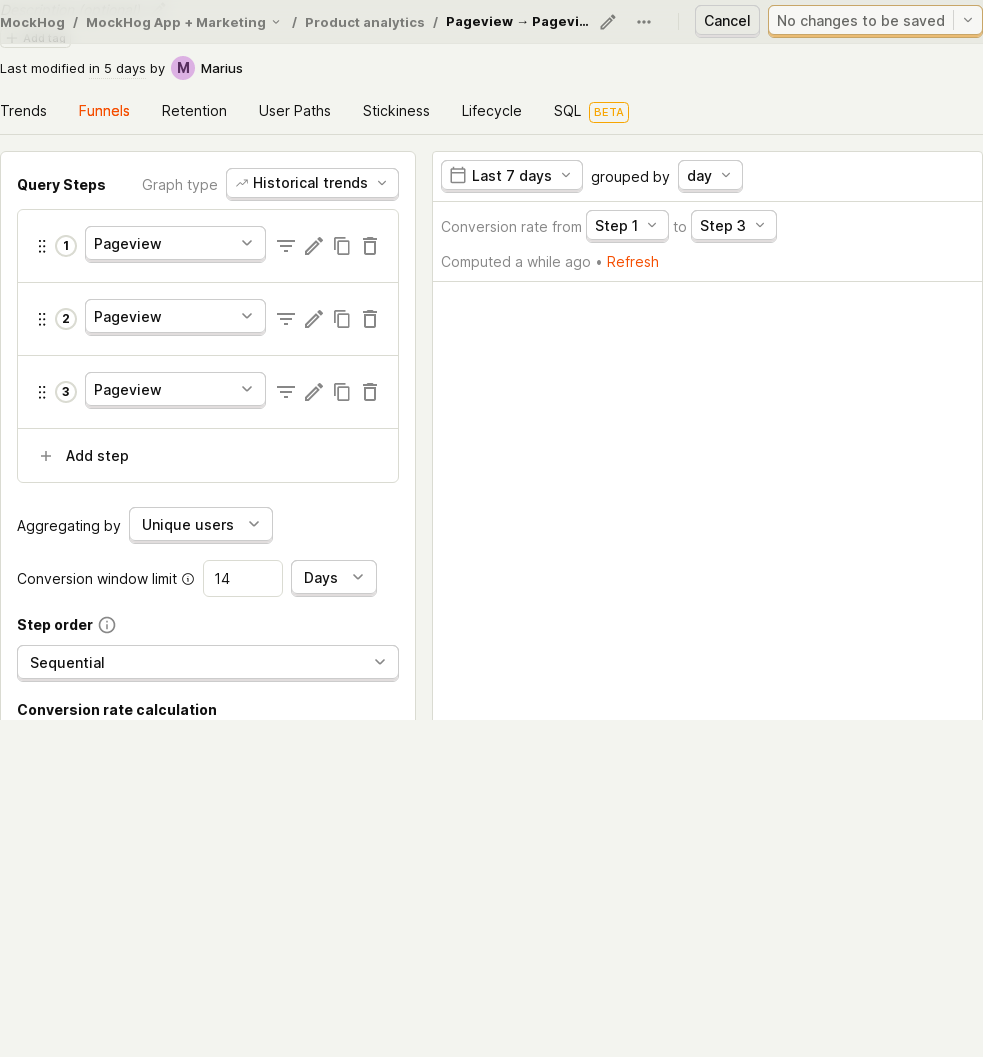 MockHog / MockHog App + Marketing / Product analytics / Pageview → Pagevi... Cancel No changes to be saved
Add tag
Last modified in 5 days by M Marius
Trends Funnels Retention User Paths Stickiness Lifecycle SQL BETA
Query Steps Graph type Historical trends
1 Pageview
2 Pageview
3 Pageview
Add step
Aggregating by Unique users
Conversion window limit 14 Days
Step order
Sequential
Conversion rate calculation
Last 7 days grouped by day
Conversion rate from Step 1 to Step 3
Computed a while ago • Refresh